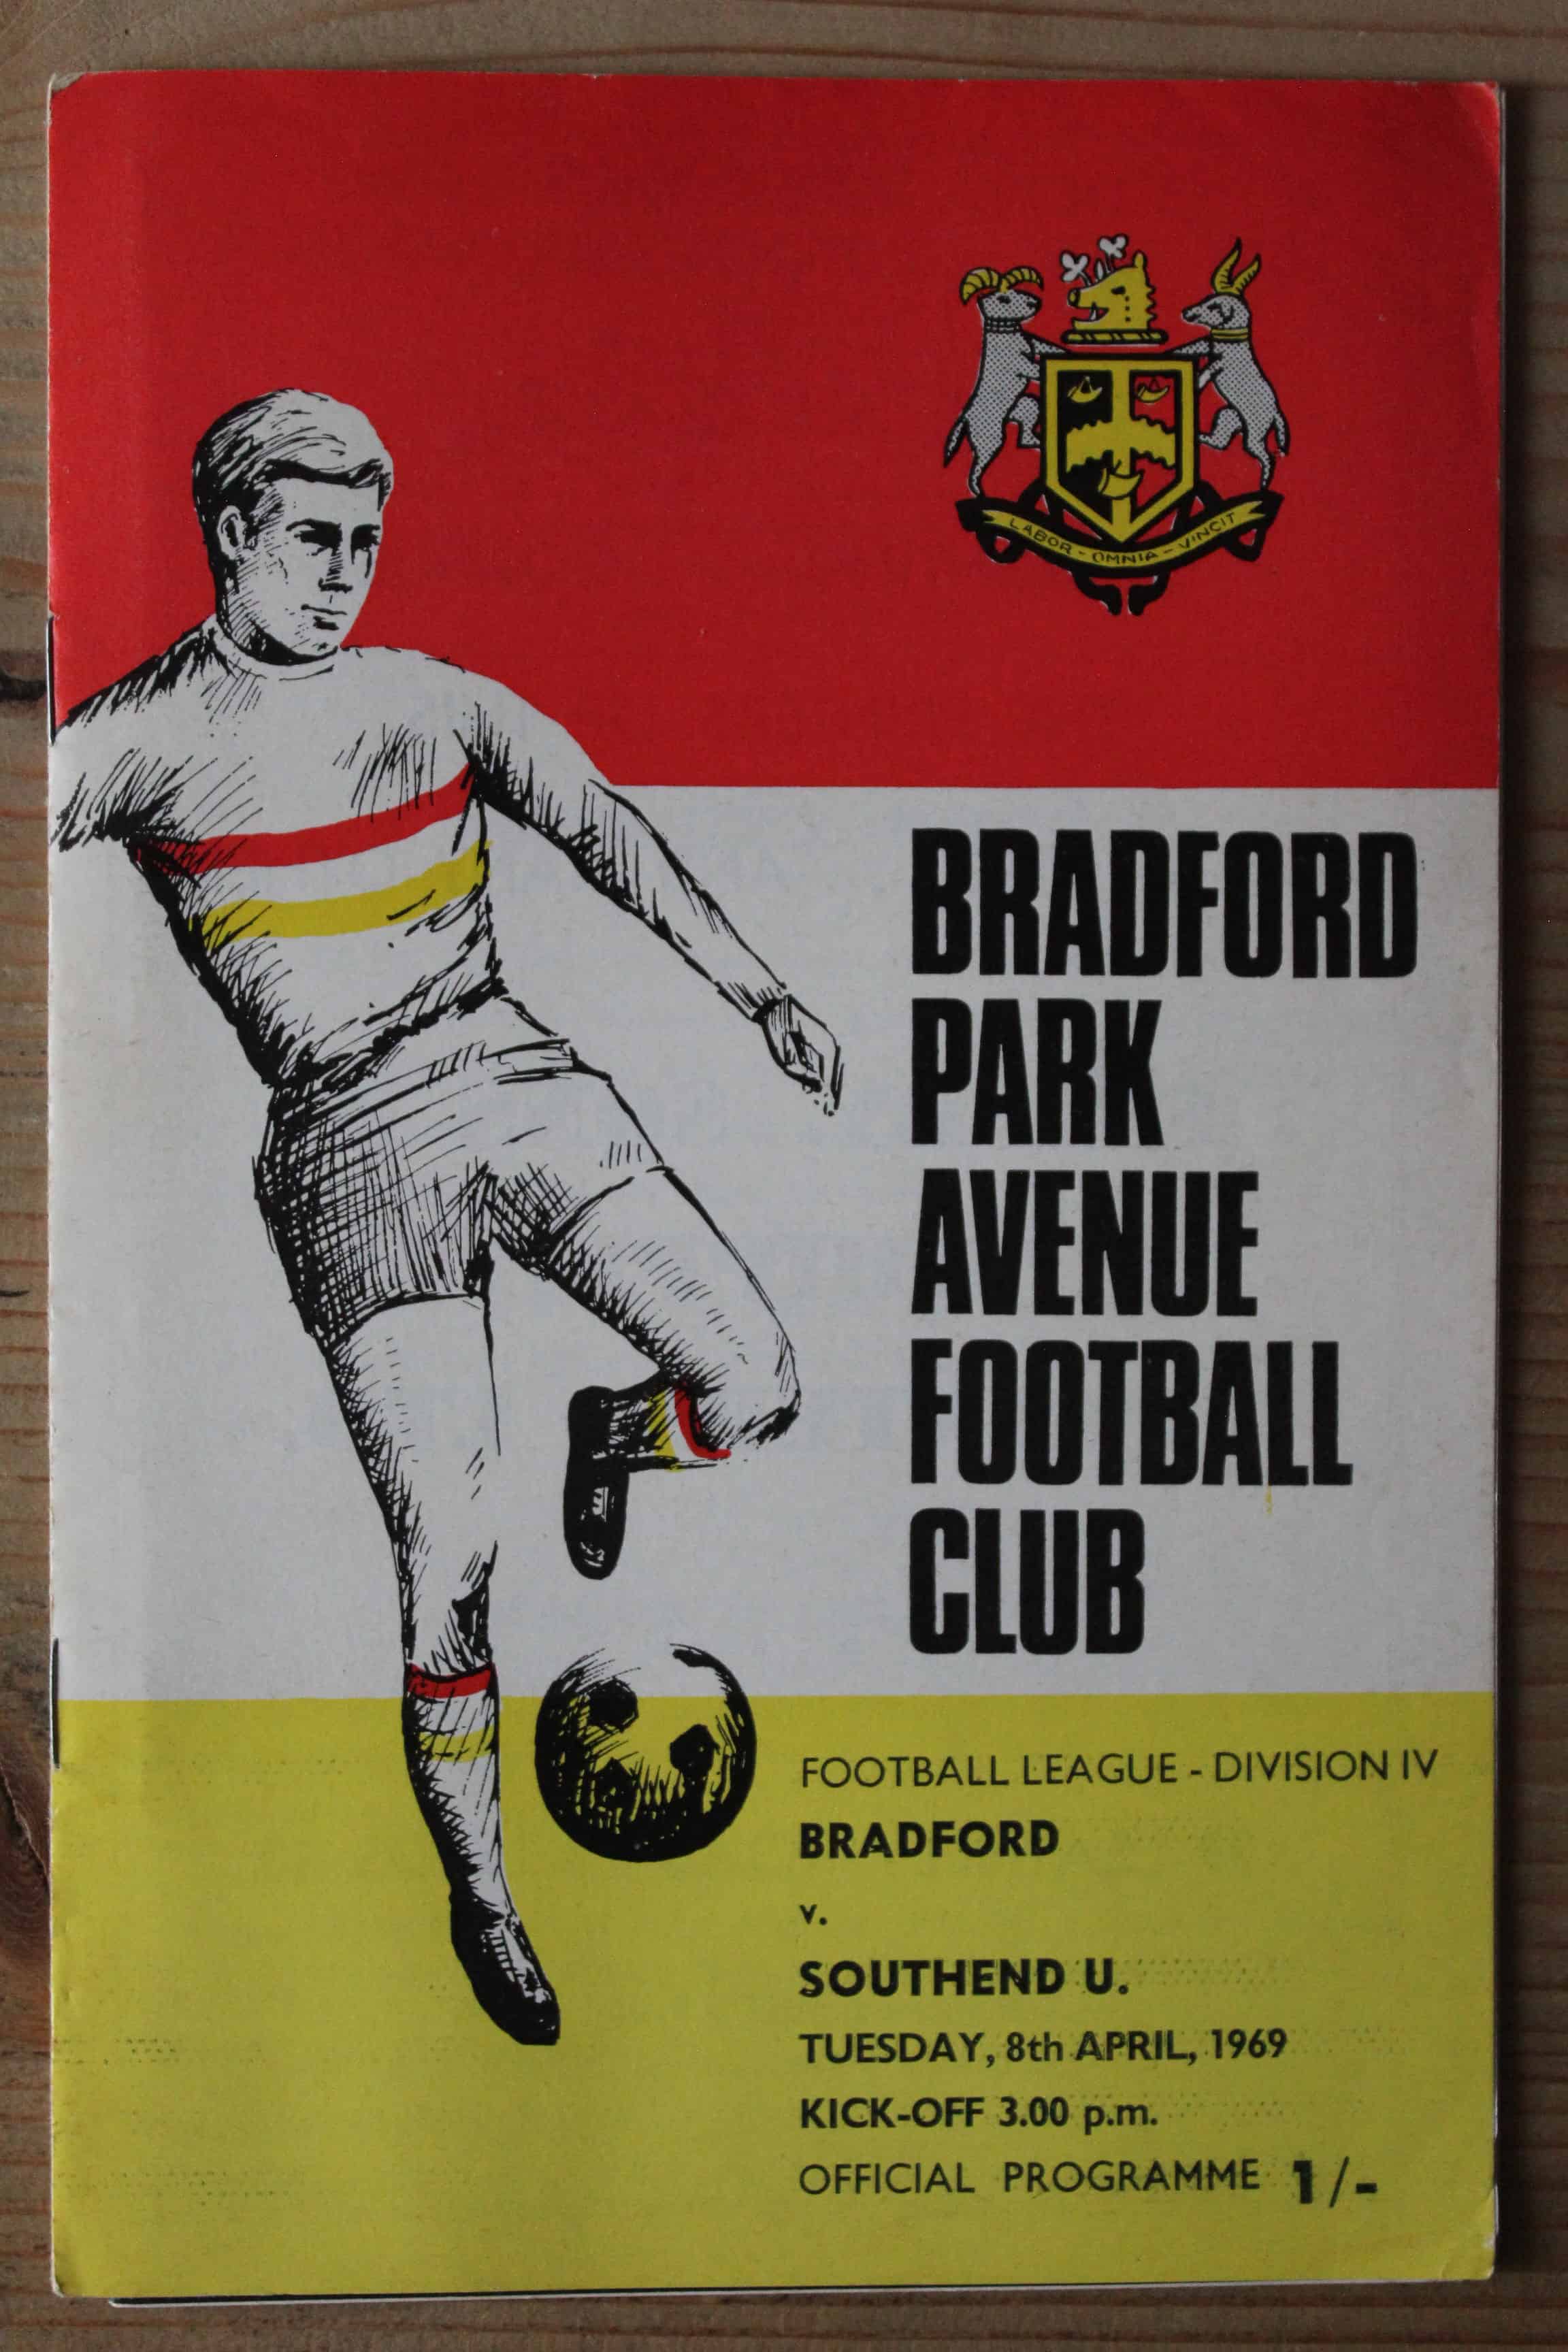 LABOR - OMNIA - VINCIT
BRADFORD
PARK
AVENUE
FOOTBALL
CLUB
FOOTBALL LEAGUE - DIVISION IV
BRADFORD
v.
SOUTHEND U.
TUESDAY, 8th APRIL, 1969
KICK-OFF 3.00 p.m.
OFFICIAL PROGRAMME 1/-